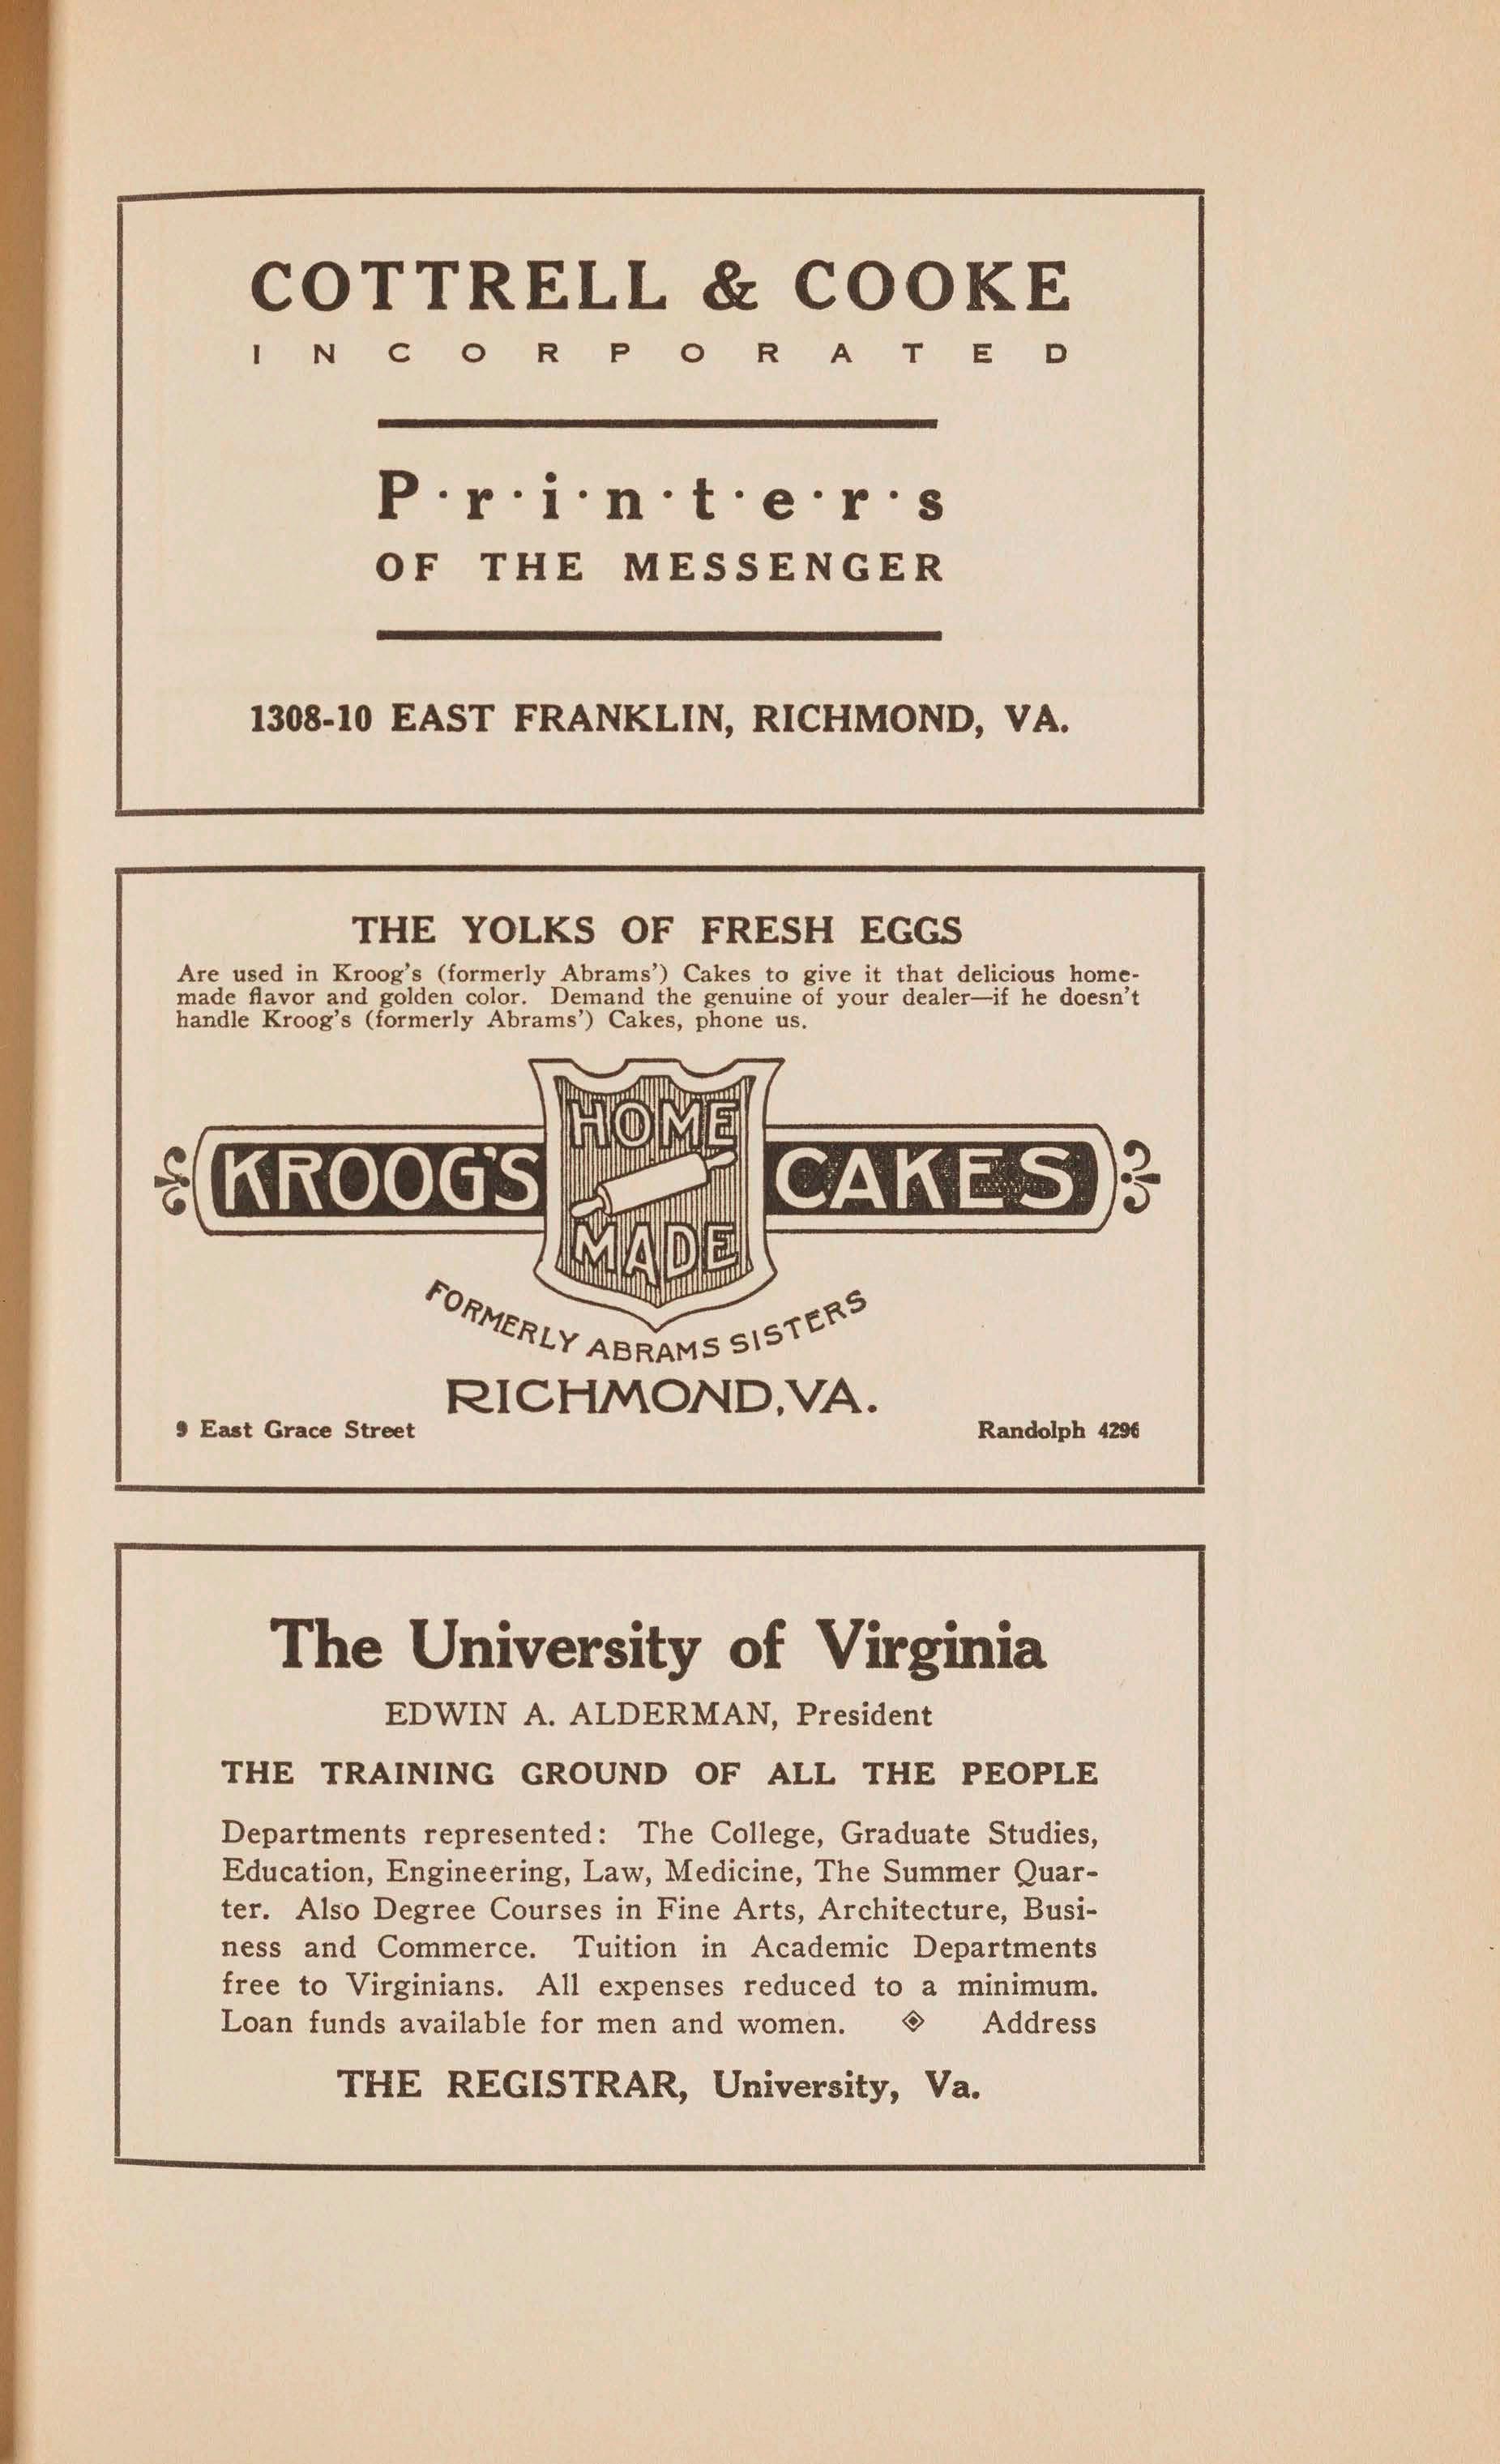 COTTRELL & COOKE
INCORPORATED
P·r·i·n·t·e·r·s
OF THE MESSENGER
1308-10 EAST FRANKLIN, RICHMOND, VA.
THE YOLKS OF FRESH EGGS
Are used in Kroog's (formerly Abrams') Cakes to give it that delicious home-
made flavor and golden color. Demand the genuine of your dealer—if he doesn't
handle Kroog's (formerly Abrams') Cakes, phone us.
KROOG'S HOME MADE CAKES
FORMERLY ABRAMS SISTERS
RICHMOND, VA.
9 East Grace Street Randolph 4296
The University of Virginia
EDWIN A. ALDERMAN, President
THE TRAINING GROUND OF ALL THE PEOPLE
Departments represented: The College, Graduate Studies,
Education, Engineering, Law, Medicine, The Summer Quar-
ter. Also Degree Courses in Fine Arts, Architecture, Busi-
ness and Commerce. Tuition in Academic Departments
free to Virginians. All expenses reduced to a minimum.
Loan funds available for men and women. Address
THE REGISTRAR, University, Va.